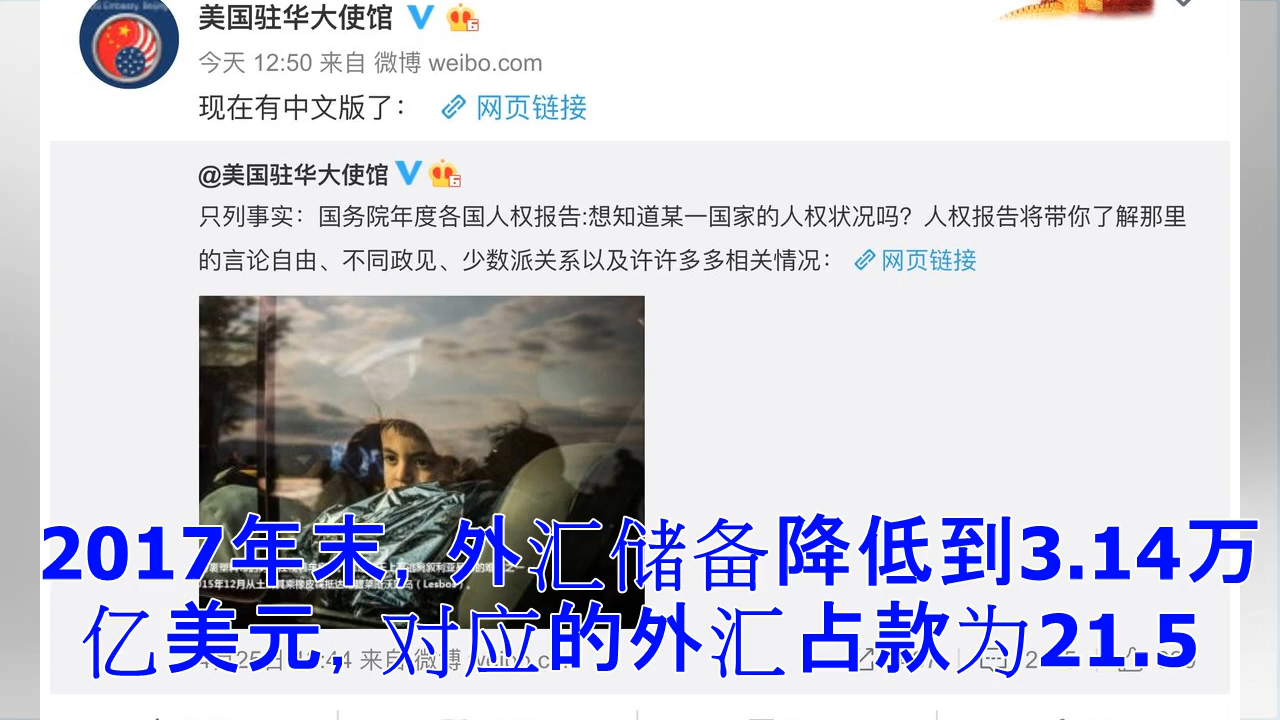 美国驻华大使馆
今天 12:50 来自 微博 weibo.com
现在有中文版了： 网页链接
@美国驻华大使馆
只列事实：国务院年度各国人权报告:想知道某一国家的人权状况吗？人权报告将带你了解那里
的言论自由、不同政见、少数派关系以及许许多多相关情况： 网页链接
2017年末，外汇储备降低到3.14万
亿美元，对应的外汇占款为21.5